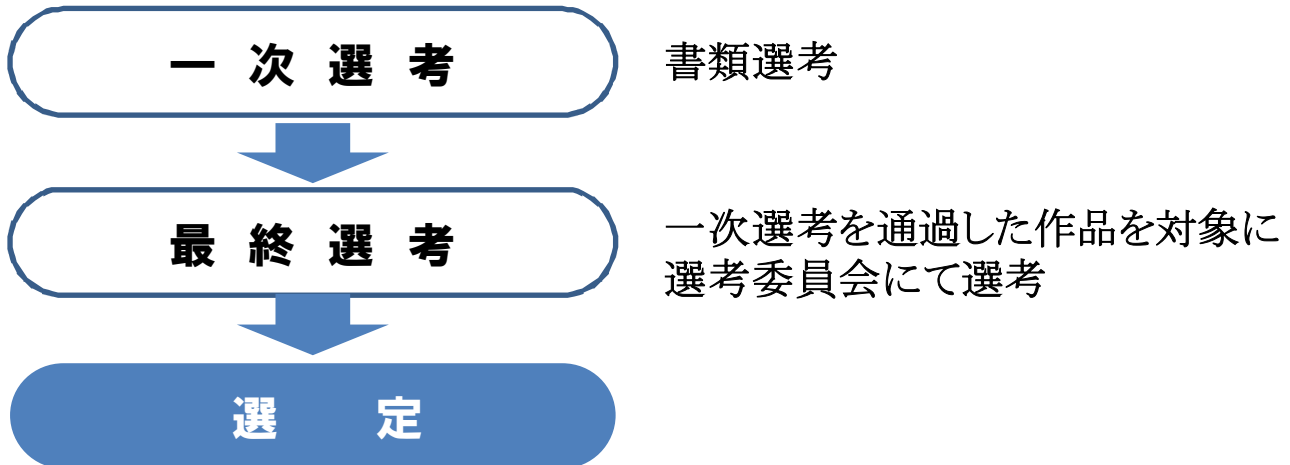 一次選考
書類選考
最終選考
一次選考を通過した作品を対象に
選考委員会にて選考
選定